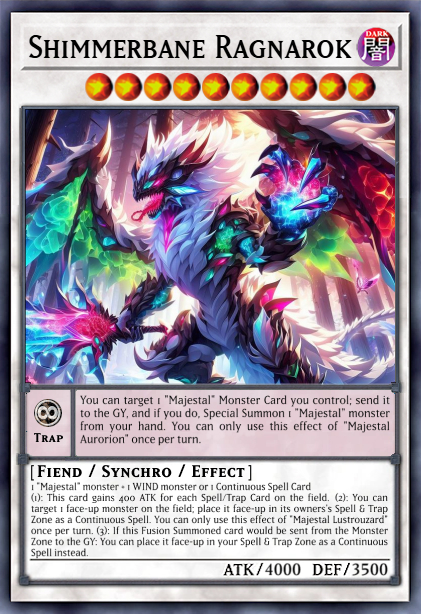 Shimmerbane Ragnarok
DARK
闇
You can target 1 "Majestal" Monster Card you control; send it
to the GY, and if you do, Special Summon 1 "Majestal" monster
from your hand. You can only use this effect of "Majestal
Aurorion" once per turn.
Trap
[Fiend / Synchro / Effect]
1 "Majestal" monster + 1 WIND monster or 1 Continuous Spell Card
(1): This card gains 400 ATK for each Spell/Trap Card on the field. (2): You can
target 1 face-up monster on the field; place it face-up in its owners's Spell & Trap
Zone as a Continuous Spell. You can only use this effect of "Majestal Lustrouzard"
once per turn. (3): If this Fusion Summoned card would be sent from the Monster
Zone to the GY: You can place it face-up in your Spell & Trap Zone as a Continuous
Spell instead.
ATK/4000 DEF/3500